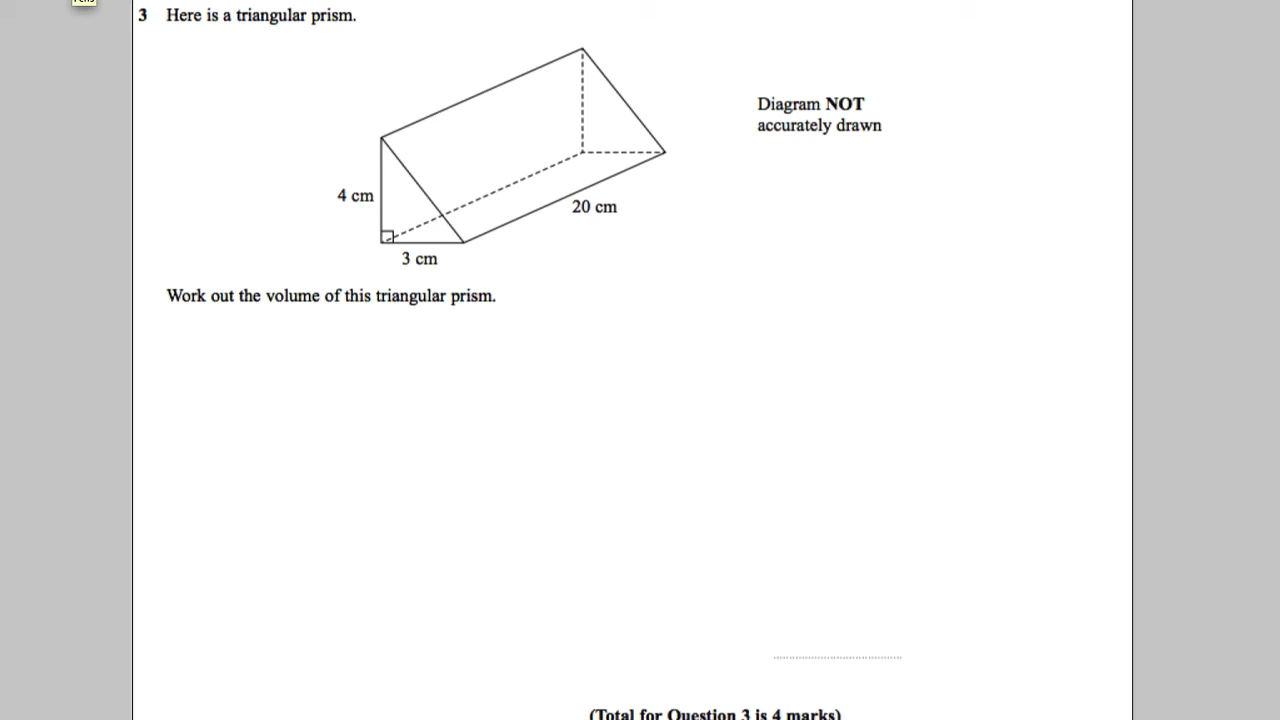 3 Here is a triangular prism.
Diagram NOT
accurately drawn
4 cm
20 cm
3 cm
Work out the volume of this triangular prism.
(Total for Question 3 is 4 marks)